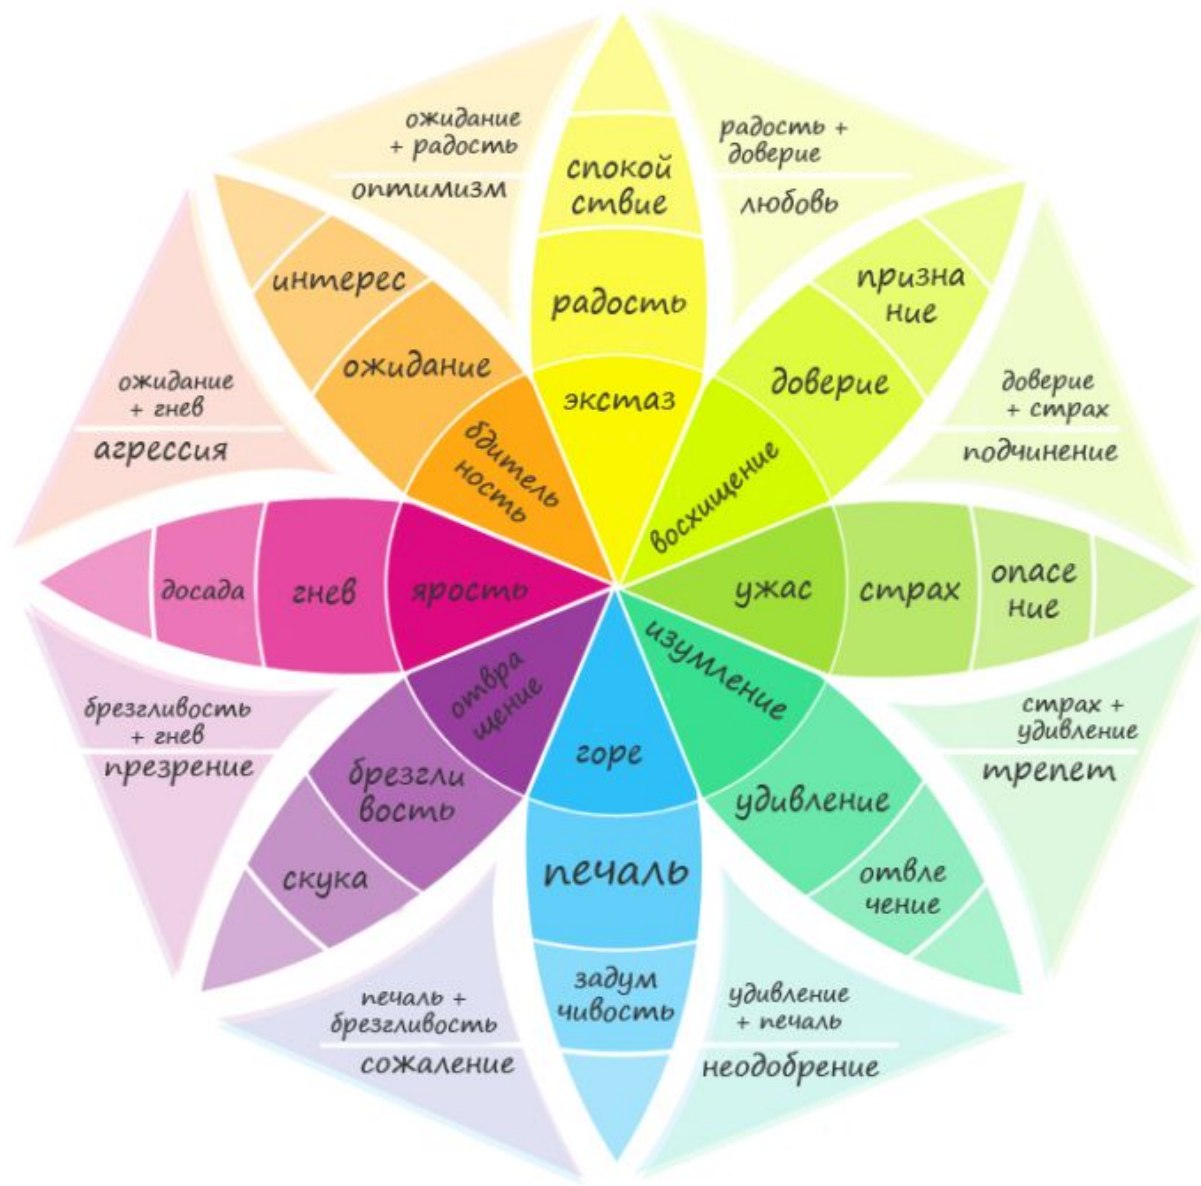 ожидание
+ радость
оптимизм
радость +
доверие
любовь
спокой
ствие
радость
экстаз
интерес
ожидание
бдитель
ность
призна
ние
доверие
восхищение
ожидание
+ гнев
агрессия
доверие
+ страх
подчинение
досада
гнев
ярость
ужас
страх
опасе
ние
отвра
щение
брезгли
вость
скука
горе
печаль
задум
чивость
изумление
удивление
отвле
чение
брезгливость
+ гнев
презрение
страх +
удивление
трепет
печаль +
брезгливость
сожаление
удивление
+ печаль
неодобрение